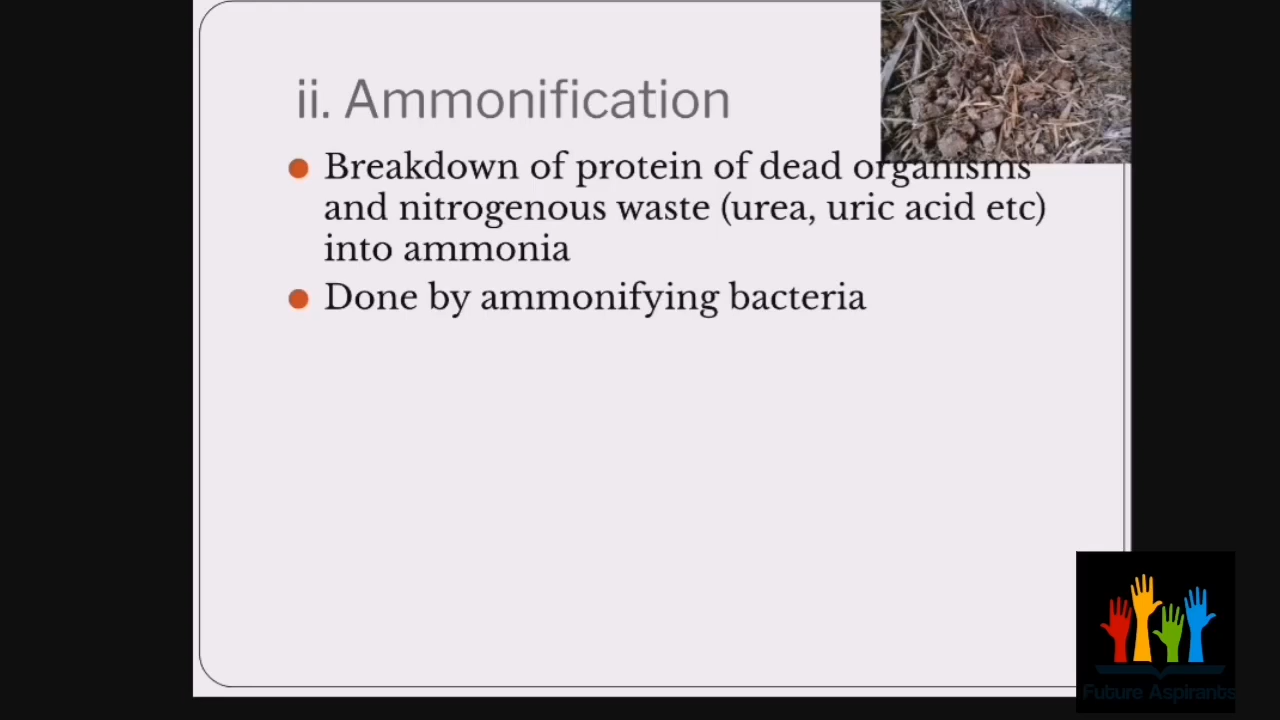 ii. Ammonification
Breakdown of protein of dead organisms
and nitrogenous waste (urea, uric acid etc)
into ammonia
Done by ammonifying bacteria
Future Aspirants